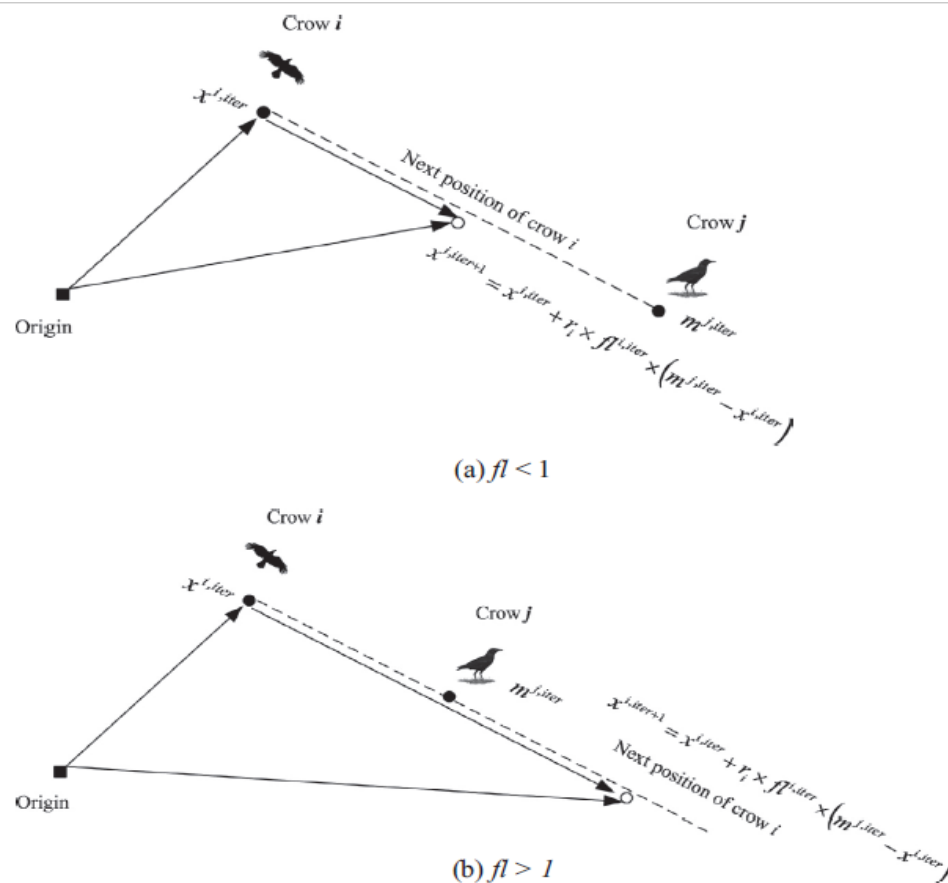 Crow i
x^{i,iter}
Next position of crow i
Crow j
m^{j,iter}
x^{i,iter+1} = x^{i,iter} + r_i × fl^{i,iter} × (m^{j,iter} − x^{i,iter})
Origin
(a) fl < 1
Crow i
x^{i,iter}
Crow j
m^{j,iter}
x^{i,iter+1} = x^{i,iter} + r_i × fl^{i,iter} × (m^{j,iter} − x^{i,iter})
Next position of crow i
Origin
(b) fl > 1